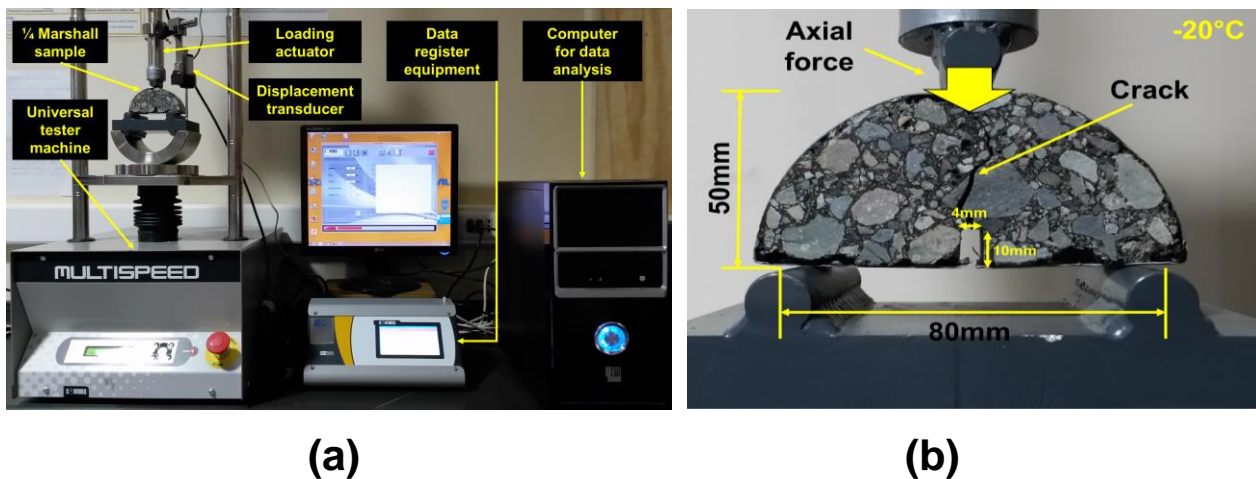 ¼ Marshall
sample
Loading
actuator
Data
register
equipment
Computer
for data
analysis
Displacement
transducer
Universal
tester
machine
MULTISPEED
(a)
-20°C
Axial
force
Crack
50mm
4mm
10mm
80mm
(b)